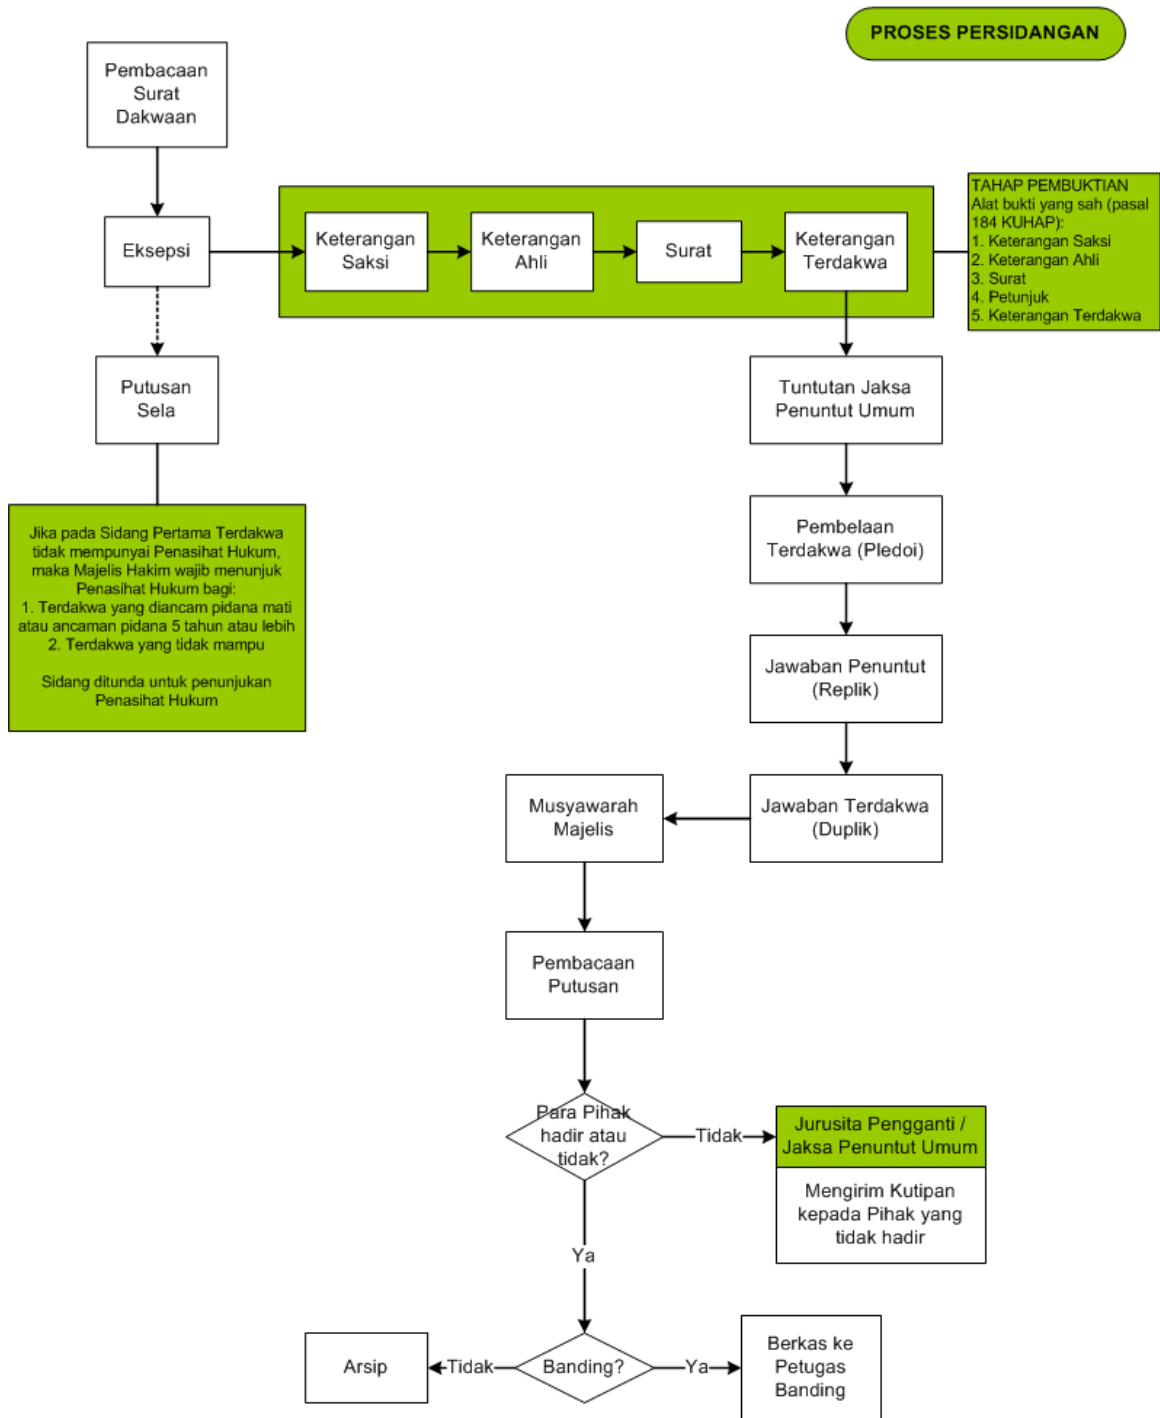 PROSES PERSIDANGAN
Pembacaan
Surat
Dakwaan
Eksepsi
Keterangan
Saksi
Keterangan
Ahli
Surat
Keterangan
Terdakwa
TAHAP PEMBUKTIAN
Alat bukti yang sah (pasal
184 KUHAP):
1. Keterangan Saksi
2. Keterangan Ahli
3. Surat
4. Petunjuk
5. Keterangan Terdakwa
Putusan
Sela
Jika pada Sidang Pertama Terdakwa
tidak mempunyai Penasihat Hukum,
maka Majelis Hakim wajib menunjuk
Penasihat Hukum bagi:
1. Terdakwa yang diancam pidana mati
atau ancaman pidana 5 tahun atau lebih
2. Terdakwa yang tidak mampu
Sidang ditunda untuk penunjukan
Penasihat Hukum
Tuntutan Jaksa
Penuntut Umum
Pembelaan
Terdakwa (Pledoi)
Jawaban Penuntut
(Replik)
Jawaban Terdakwa
(Duplik)
Musyawarah
Majelis
Pembacaan
Putusan
Para Pihak
hadir atau
tidak?
Tidak
Jurusita Pengganti /
Jaksa Penuntut Umum
Mengirim Kutipan
kepada Pihak yang
tidak hadir
Ya
Banding?
Tidak
Arsip
Ya
Berkas ke
Petugas
Banding